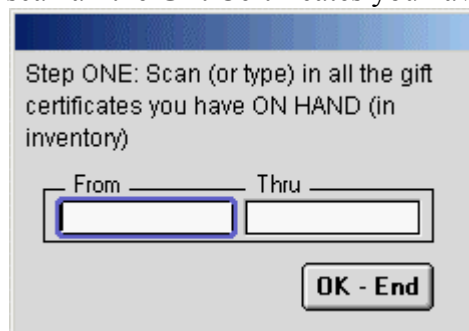 Step ONE: Scan (or type) in all the gift
certificates you have ON HAND (in
inventory)
From Thru
OK - End